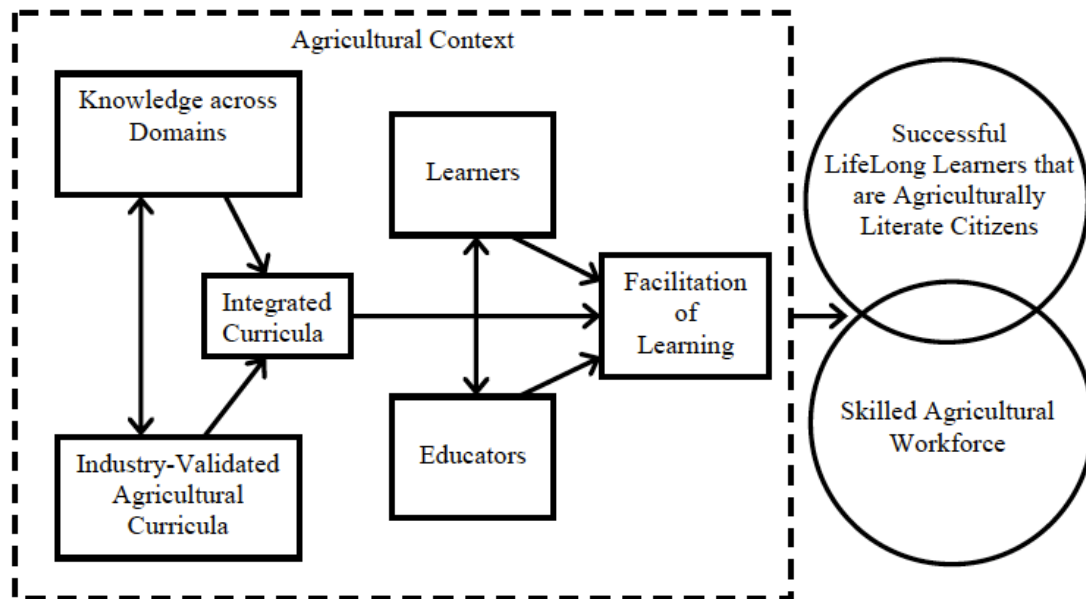 Agricultural Context
Knowledge across
Domains
Learners
Integrated
Curricula
Facilitation
of
Learning
Educators
Industry-Validated
Agricultural
Curricula
Successful
LifeLong Learners that
are Agriculturally
Literate Citizens
Skilled Agricultural
Workforce